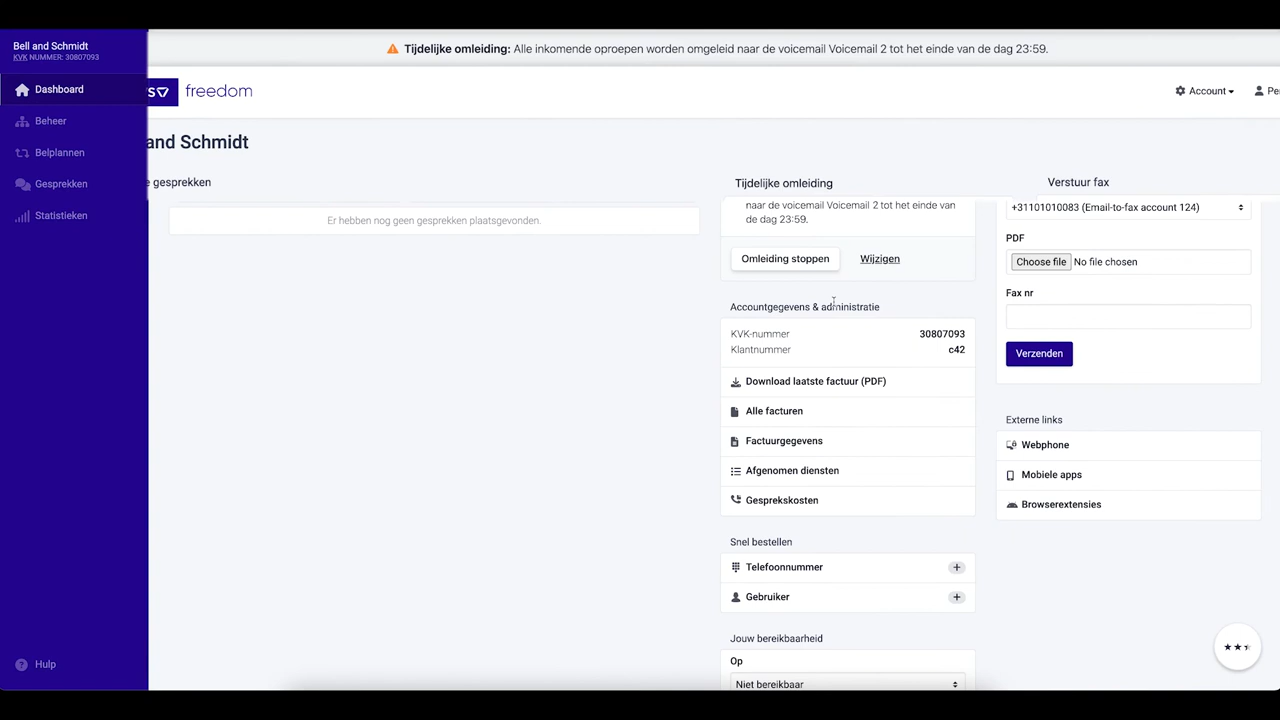 Bell and Schmidt
KVK NUMMER: 30807093
Dashboard
Beheer
Belplannen
Gesprekken
Statistieken
Hulp
Tijdelijke omleiding: Alle inkomende oproepen worden omgeleid naar de voicemail Voicemail 2 tot het einde van de dag 23:59.
freedom
Account
and Schmidt
gesprekken
Er hebben nog geen gesprekken plaatsgevonden.
Tijdelijke omleiding
naar de voicemail Voicemail 2 tot het einde van
de dag 23:59.
Omleiding stoppen
Wijzigen
Accountgegevens & administratie
KVK-nummer 30807093
Klantnummer c42
Download laatste factuur (PDF)
Alle facturen
Factuurgegevens
Afgenomen diensten
Gesprekskosten
Snel bestellen
Telefoonnummer
Gebruiker
Jouw bereikbaarheid
Op
Niet bereikbaar
Verstuur fax
+31101010083 (Email-to-fax account 124)
PDF
Choose file No file chosen
Fax nr
Verzenden
Externe links
Webphone
Mobiele apps
Browserextensies